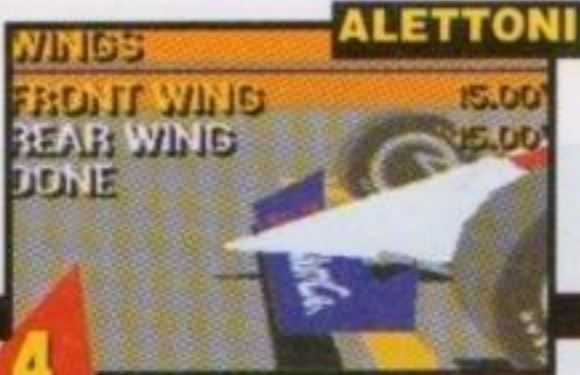 ALETTONI
WINGS
FRONT WING 15.00°
REAR WING 15.00°
DONE
4